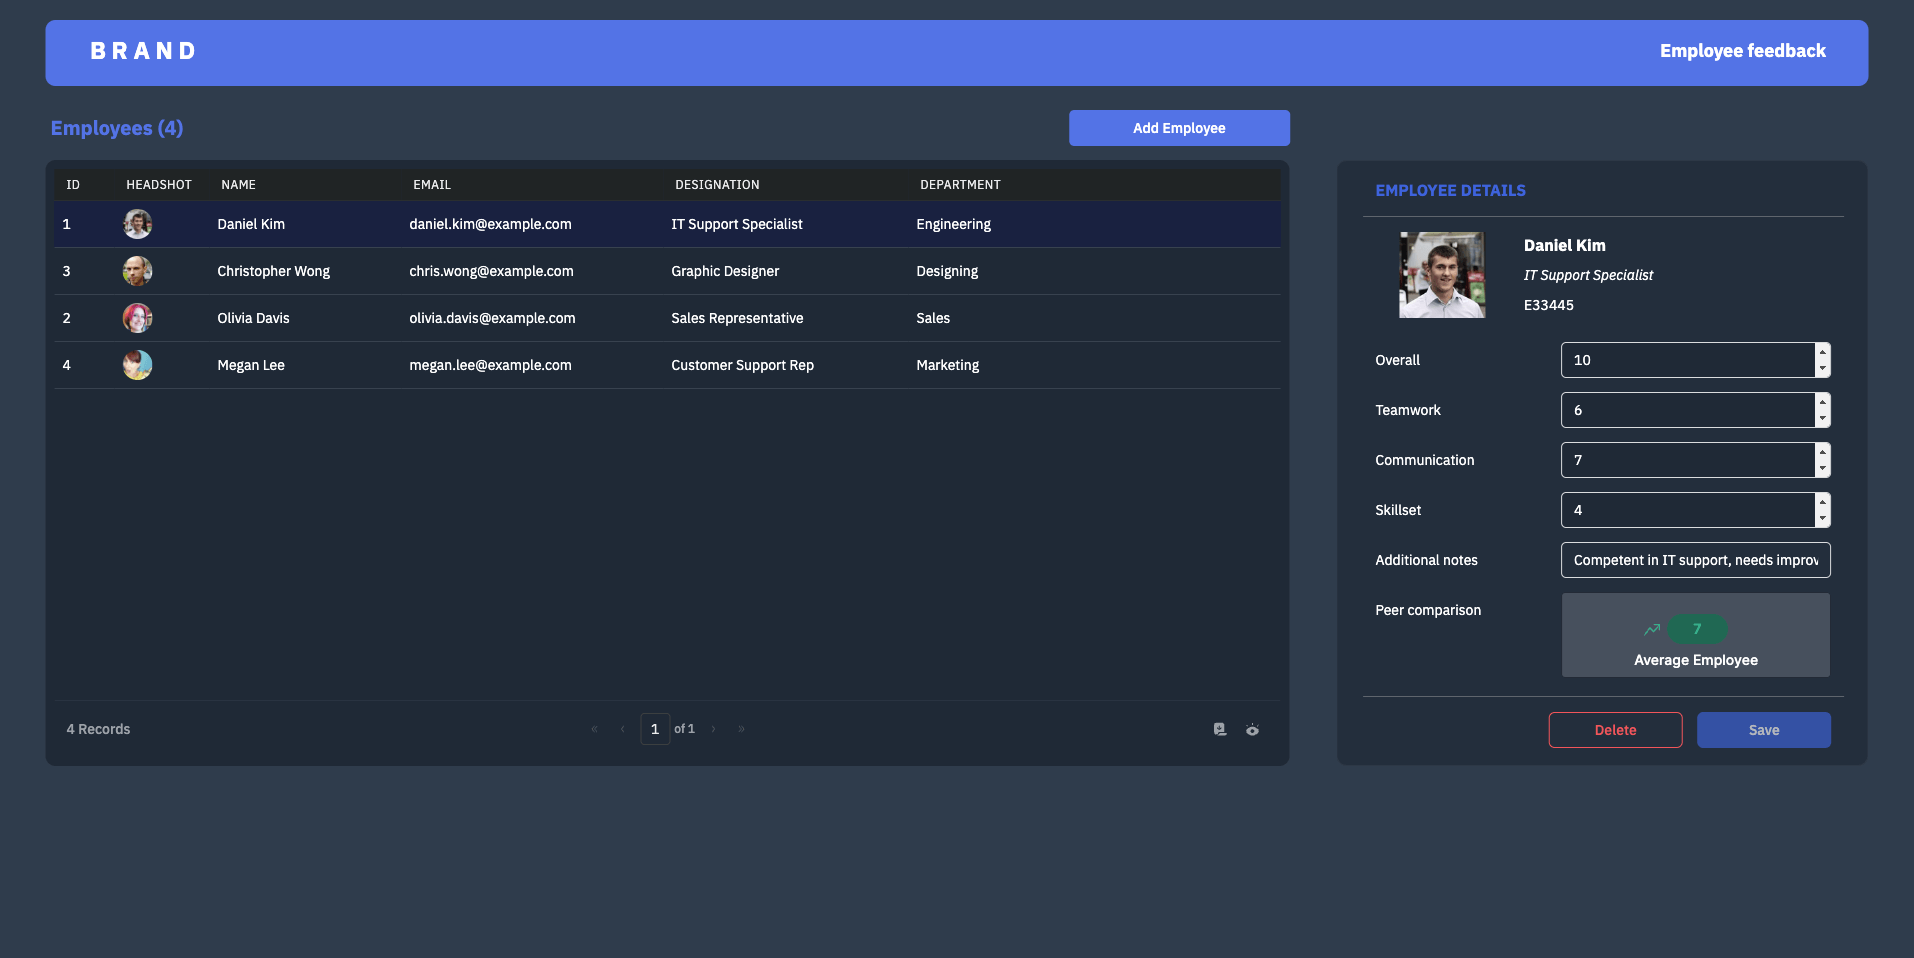 BRAND
Employee feedback
Employees (4)
Add Employee
ID HEADSHOT NAME EMAIL DESIGNATION DEPARTMENT
1 Daniel Kim daniel.kim@example.com IT Support Specialist Engineering
3 Christopher Wong chris.wong@example.com Graphic Designer Designing
2 Olivia Davis olivia.davis@example.com Sales Representative Sales
4 Megan Lee megan.lee@example.com Customer Support Rep Marketing
4 Records
« ‹ 1 of 1 › »
EMPLOYEE DETAILS
Daniel Kim
IT Support Specialist
E33445
Overall 10
Teamwork 6
Communication 7
Skillset 4
Additional notes Competent in IT support, needs improv
Peer comparison
7
Average Employee
Delete
Save